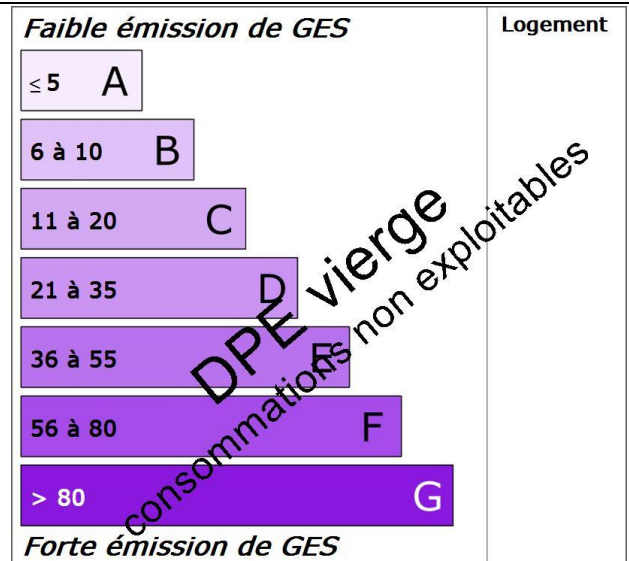 Faible émission de GES
Logement
≤ 5 A
6 à 10 B
11 à 20 C
21 à 35 D
36 à 55 E
56 à 80 F
> 80 G
Forte émission de GES
DPE vierge
consommations non exploitables